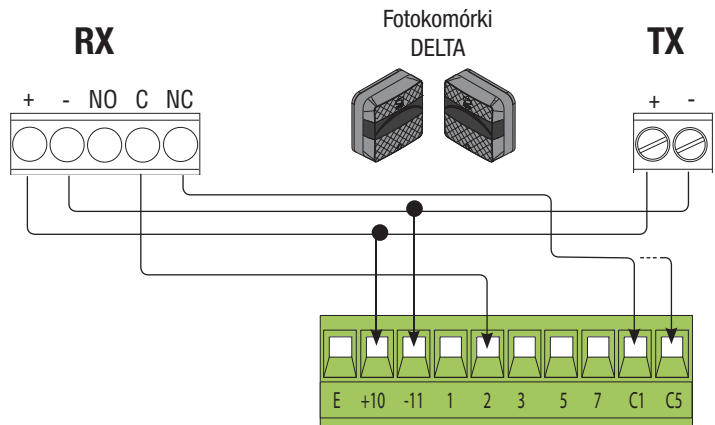 Fotokomórki
DELTA
RX
TX
+ - NO C NC
+ -
E +10 -11 1 2 3 5 7 C1 C5